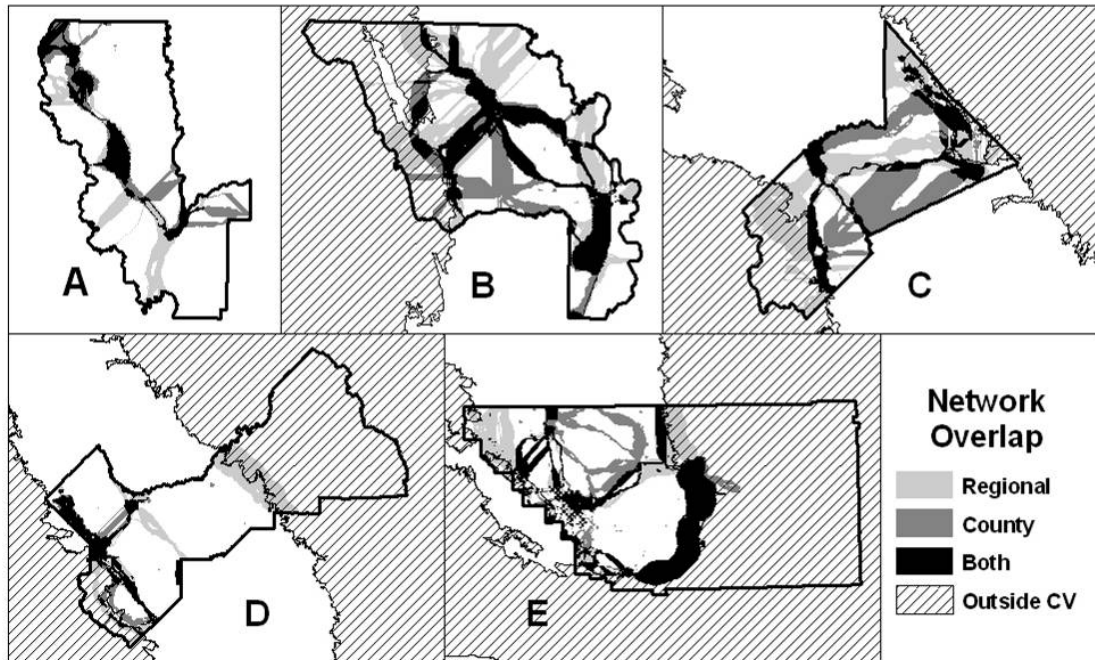 A
B
C
D
E
Network
Overlap
Regional
County
Both
Outside CV